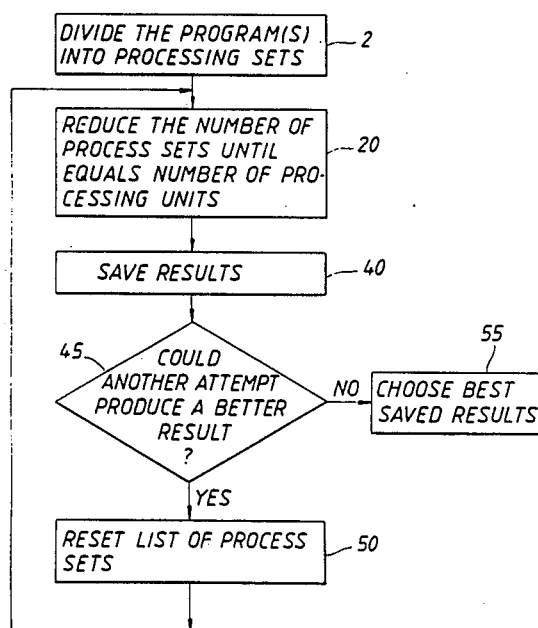 DIVIDE THE PROGRAM(S)
INTO PROCESSING SETS
2
REDUCE THE NUMBER OF
PROCESS SETS UNTIL
EQUALS NUMBER OF PRO-
CESSING UNITS
20
SAVE RESULTS
40
45
COULD
ANOTHER ATTEMPT
PRODUCE A BETTER
RESULT
?
NO
55
CHOOSE BEST
SAVED RESULTS
YES
RESET LIST OF PROCESS
SETS
50